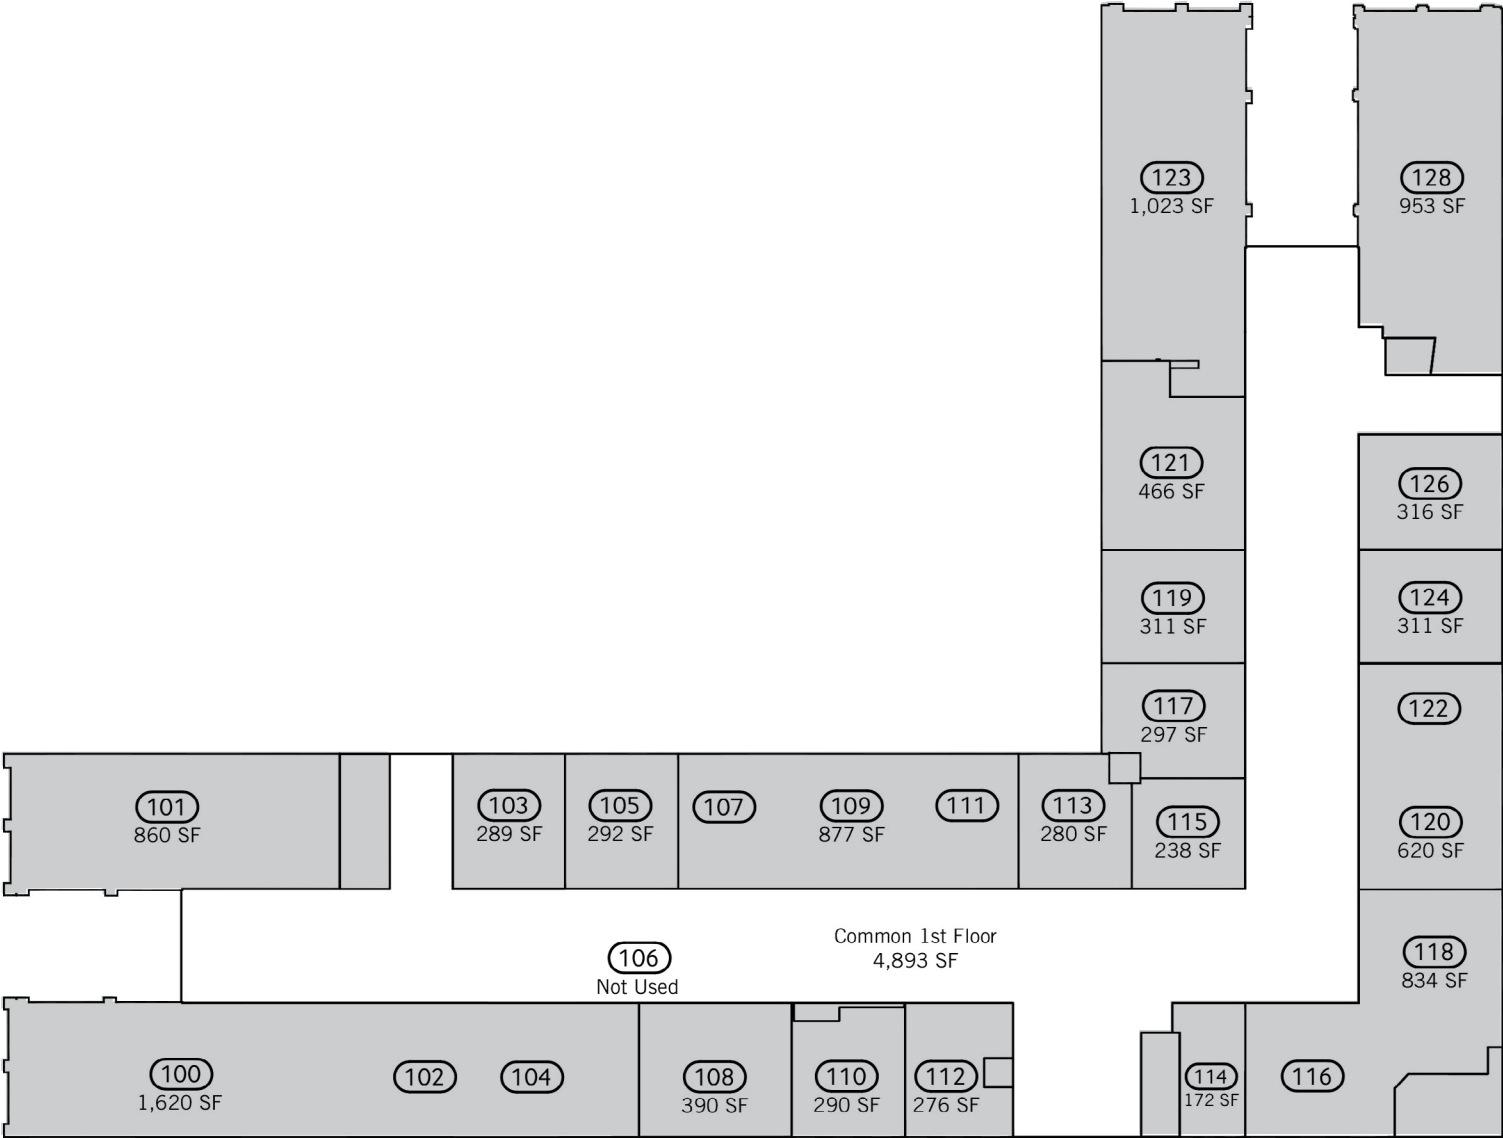 123
1,023 SF
128
953 SF
121
466 SF
126
316 SF
119
311 SF
124
311 SF
117
297 SF
122
101
860 SF
103
289 SF
105
292 SF
107
109
877 SF
111
113
280 SF
115
238 SF
120
620 SF
106
Not Used
Common 1st Floor
4,893 SF
118
834 SF
100
1,620 SF
102
104
108
390 SF
110
290 SF
112
276 SF
114
172 SF
116